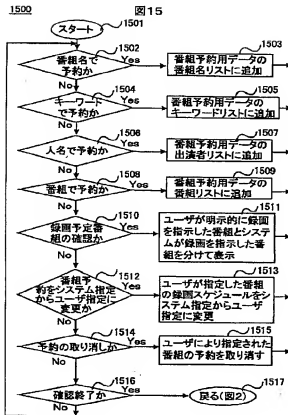 1500
図15
スタート
1501
1502
番組名で
予約か
Yes
1503
番組予約用データの
番組名リストに追加
No
1504
キーワード
で予約か
Yes
1505
番組予約用データの
キーワードリストに追加
No
1506
人名で予約か
Yes
1507
番組予約用データの
出演者リストに追加
No
1508
番組で予約か
Yes
1509
番組予約用データの
番組リストに追加
No
1510
録画予定番
組の確認か
Yes
1511
ユーザが明示的に録画
を指示した番組とシステム
が録画を指示した番
組を分けて表示
No
1512
番組予
約をシステム指定
からユーザ指定に
変更か
Yes
1513
ユーザが指定した番組
の録画スケジュールをシ
ステム指定からユーザ
指定に変更
No
1514
予約の取り消しか
Yes
1515
ユーザにより指定された
番組の予約を取り消す
No
1516
確認終了か
Yes
1517
戻る(図2)
No